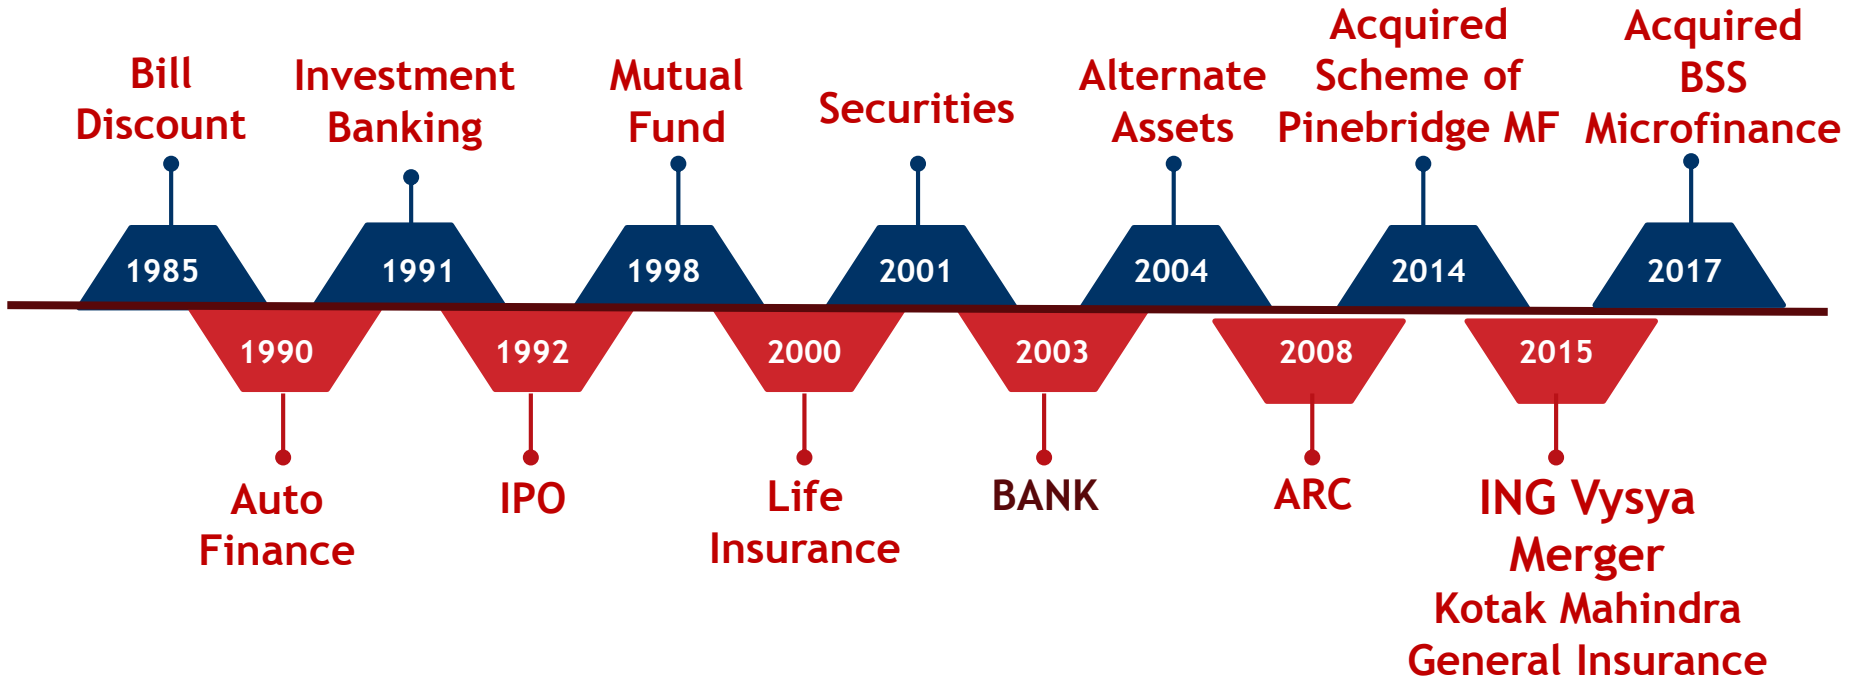 Bill
Discount
Investment
Banking
Mutual
Fund
Securities
Alternate
Assets
Acquired
Scheme of
Pinebridge MF
Acquired
BSS
Microfinance
1985
1991
1998
2001
2004
2014
2017
1990
1992
2000
2003
2008
2015
Auto
Finance
IPO
Life
Insurance
BANK
ARC
ING Vysya
Merger
Kotak Mahindra
General Insurance